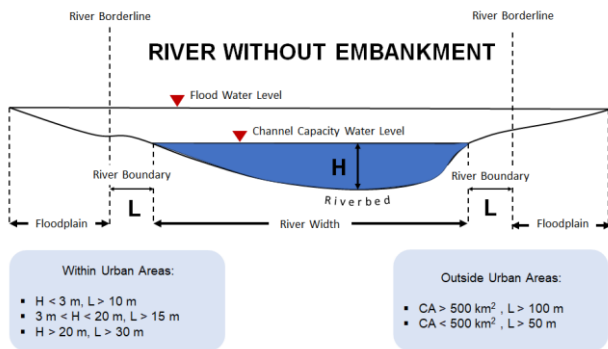 River Borderline
River Borderline
RIVER WITHOUT EMBANKMENT
Flood Water Level
Channel Capacity Water Level
H
River Boundary
River Boundary
Riverbed
L
L
Floodplain
River Width
Floodplain
Within Urban Areas:
▪ H < 3 m, L > 10 m
▪ 3 m < H < 20 m, L > 15 m
▪ H > 20 m, L > 30 m
Outside Urban Areas:
▪ CA > 500 km² , L > 100 m
▪ CA < 500 km² , L > 50 m